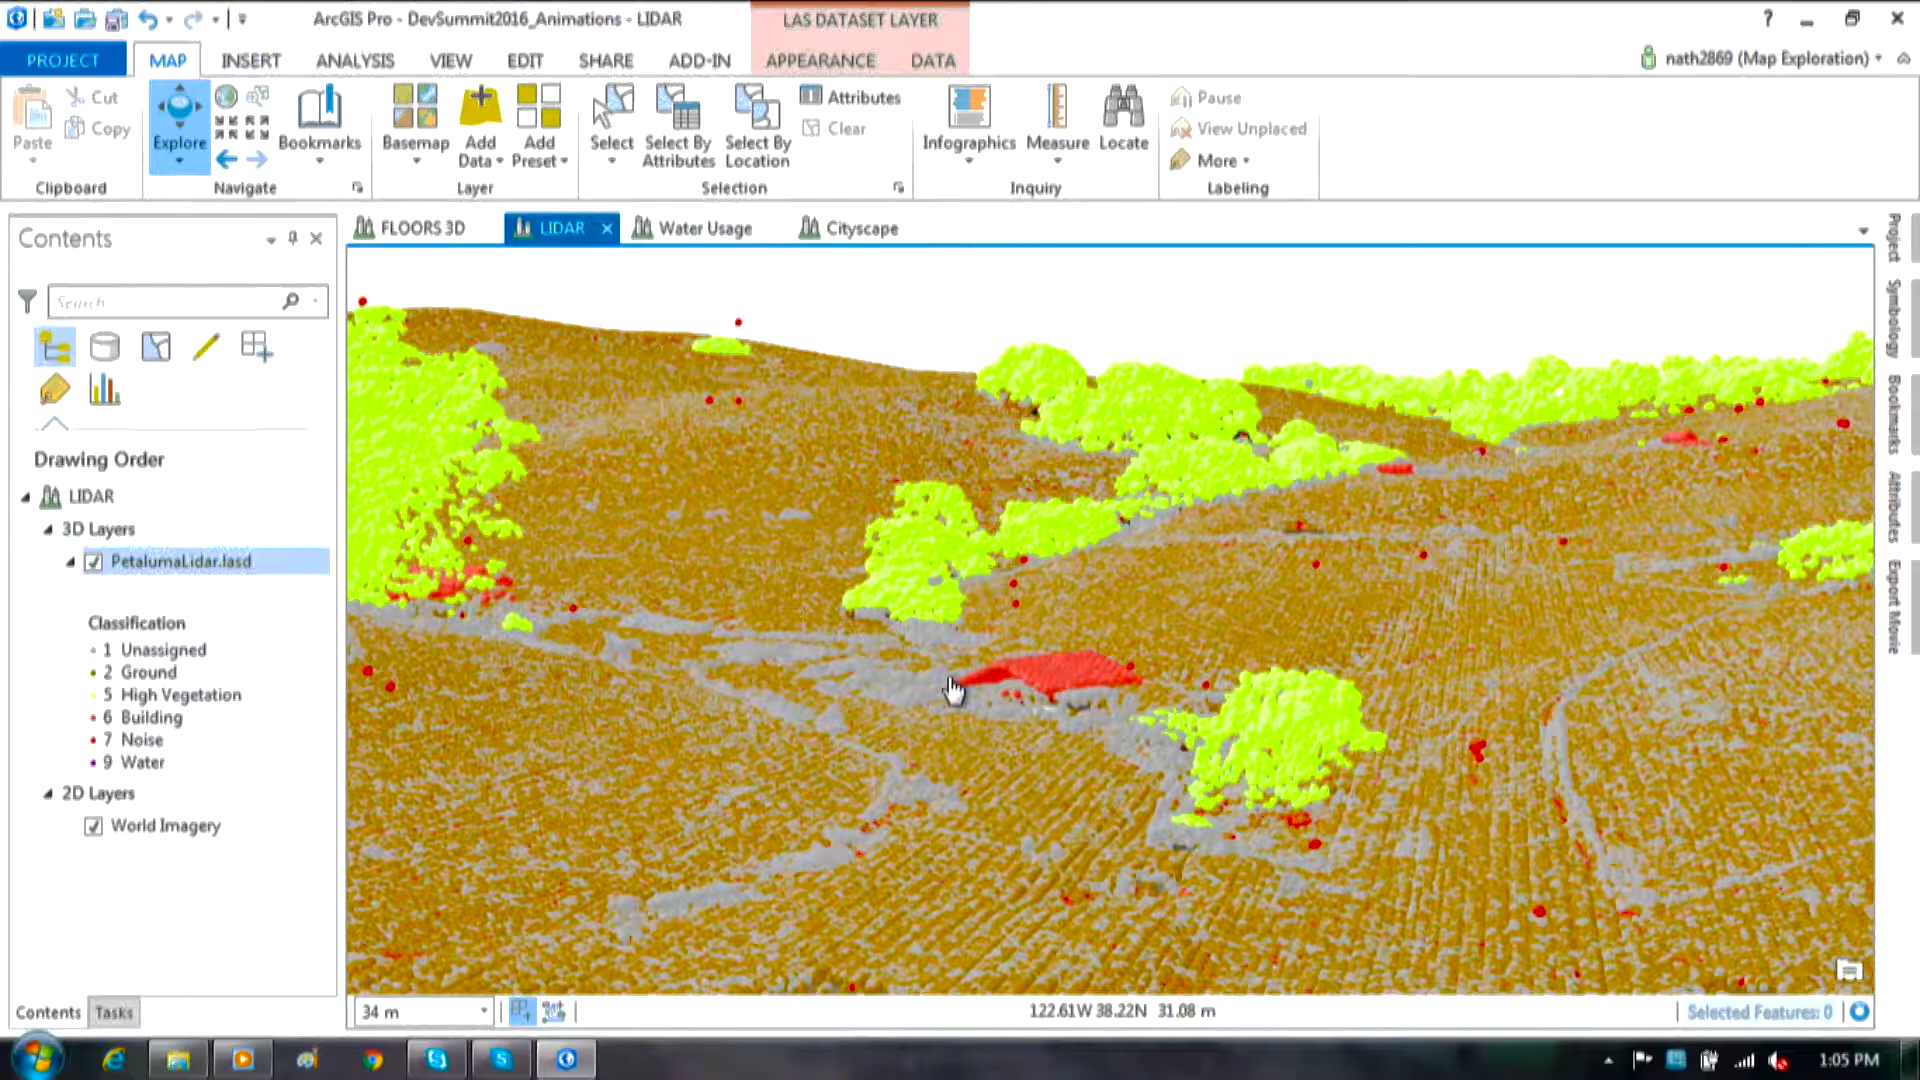 ArcGIS Pro - DevSummit2016_Animations - LIDAR
LAS DATASET LAYER
?
PROJECT
MAP
INSERT
ANALYSIS
VIEW
EDIT
SHARE
ADD-IN
APPEARANCE
DATA
nath2869 (Map Exploration)
Paste
Cut
Copy
Clipboard
Explore
Bookmarks
Navigate
Basemap
Add Data
Add Preset
Layer
Select
Select By Attributes
Select By Location
Attributes
Clear
Selection
Infographics
Measure
Locate
Inquiry
Pause
View Unplaced
More
Labeling
Contents
Search
Drawing Order
LIDAR
3D Layers
PetalumaLidar.lasd
Classification
1 Unassigned
2 Ground
5 High Vegetation
6 Building
7 Noise
9 Water
2D Layers
World Imagery
Contents
Tasks
FLOORS 3D
LIDAR
Water Usage
Cityscape
Project
Symbology
Bookmarks
Attributes
Export Movie
34 m
122.61W 38.22N 31.08 m
Selected Features: 0
1:05 PM